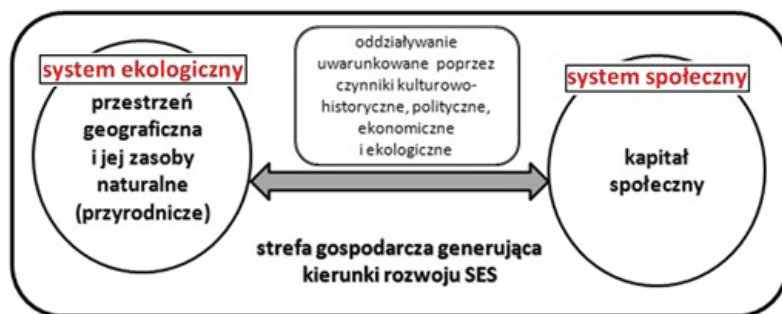 system ekologiczny
przestrzeń
geograficzna
i jej zasoby
naturalne
(przyrodnicze)
oddziaływanie
uwarunkowane poprzez
czynniki kulturowo-
historyczne, polityczne,
ekonomiczne
i ekologiczne
system społeczny
kapitał
społeczny
strefa gospodarcza generująca
kierunki rozwoju SES